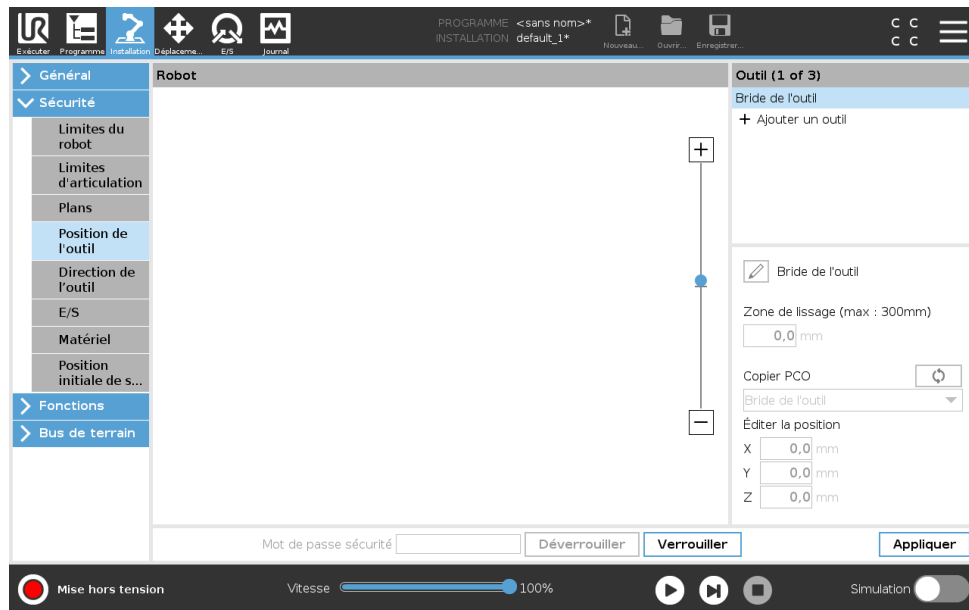 UR
PROGRAMME <sans nom>*
INSTALLATION default_1*
Exécuter Programme Installation Déplaceme... E/S Journal
Nouveau... Ouvrir... Enregistrer...
C C
C C
Général
Sécurité
Limites du
robot
Limites
d'articulation
Plans
Position de
l'outil
Direction de
l'outil
E/S
Matériel
Position
initiale de s...
Fonctions
Bus de terrain
Robot
Outil (1 of 3)
Bride de l'outil
+ Ajouter un outil
Bride de l'outil
Zone de lissage (max : 300mm)
0,0 mm
Copier PCO
Bride de l'outil
Éditer la position
X 0,0 mm
Y 0,0 mm
Z 0,0 mm
Mot de passe sécurité Déverrouiller Verrouiller Appliquer
Mise hors tension Vitesse 100% Simulation